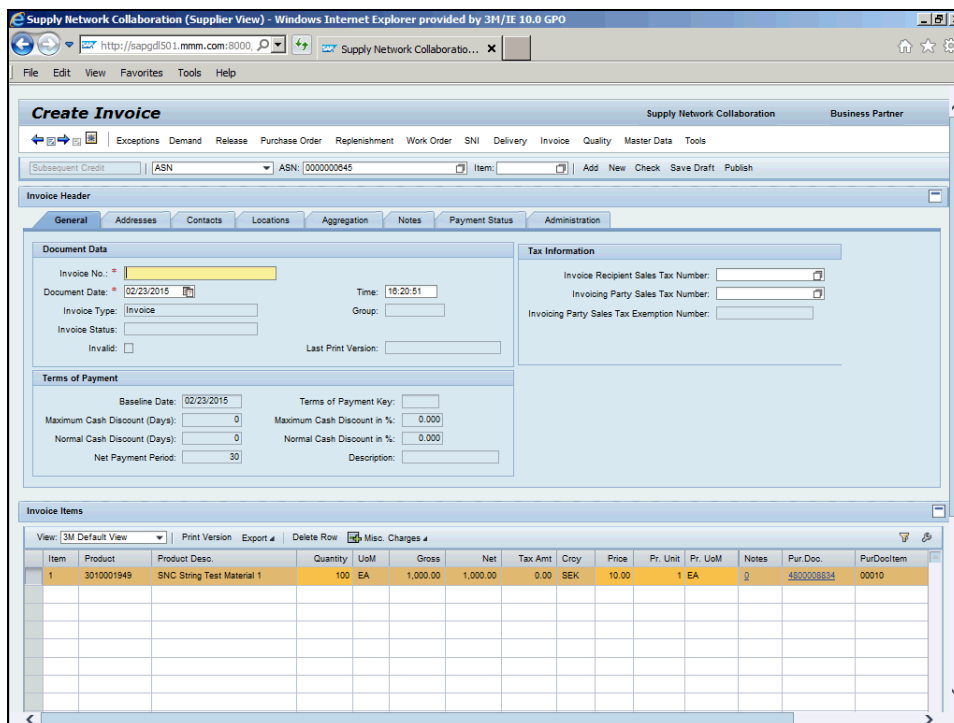 Supply Network Collaboration (Supplier View) - Windows Internet Explorer provided by 3M/IE 10.0 GPO
http://sapgdl501.mmm.com:8000, Supply Network Collaboratio...
File Edit View Favorites Tools Help
Create Invoice Supply Network Collaboration Business Partner
Exceptions Demand Release Purchase Order Replenishment Work Order SNI Delivery Invoice Quality Master Data Tools
Subsequent Credit ASN ASN: 0000000645 Item: Add New Check Save Draft Publish
Invoice Header
General Addresses Contacts Locations Aggregation Notes Payment Status Administration
Document Data Tax Information
Invoice No.: * Invoice Recipient Sales Tax Number:
Document Date: * 02/23/2015 Time: 16:20:51 Invoicing Party Sales Tax Number:
Invoice Type: Invoice Group: Invoicing Party Sales Tax Exemption Number:
Invoice Status:
Invalid: Last Print Version:
Terms of Payment
Baseline Date: 02/23/2015 Terms of Payment Key:
Maximum Cash Discount (Days): 0 Maximum Cash Discount in %: 0.000
Normal Cash Discount (Days): 0 Normal Cash Discount in %: 0.000
Net Payment Period: 30 Description:
Invoice Items
View: 3M Default View Print Version Export Delete Row Misc. Charges
Item Product Product Desc. Quantity UoM Gross Net Tax Amt Crcy Price Pr. Unit Pr. UoM Notes Pur.Doc. PurDocItem
1 3010001949 SNC String Test Material 1 100 EA 1,000.00 1,000.00 0.00 SEK 10.00 1 EA 0 4800008834 00010